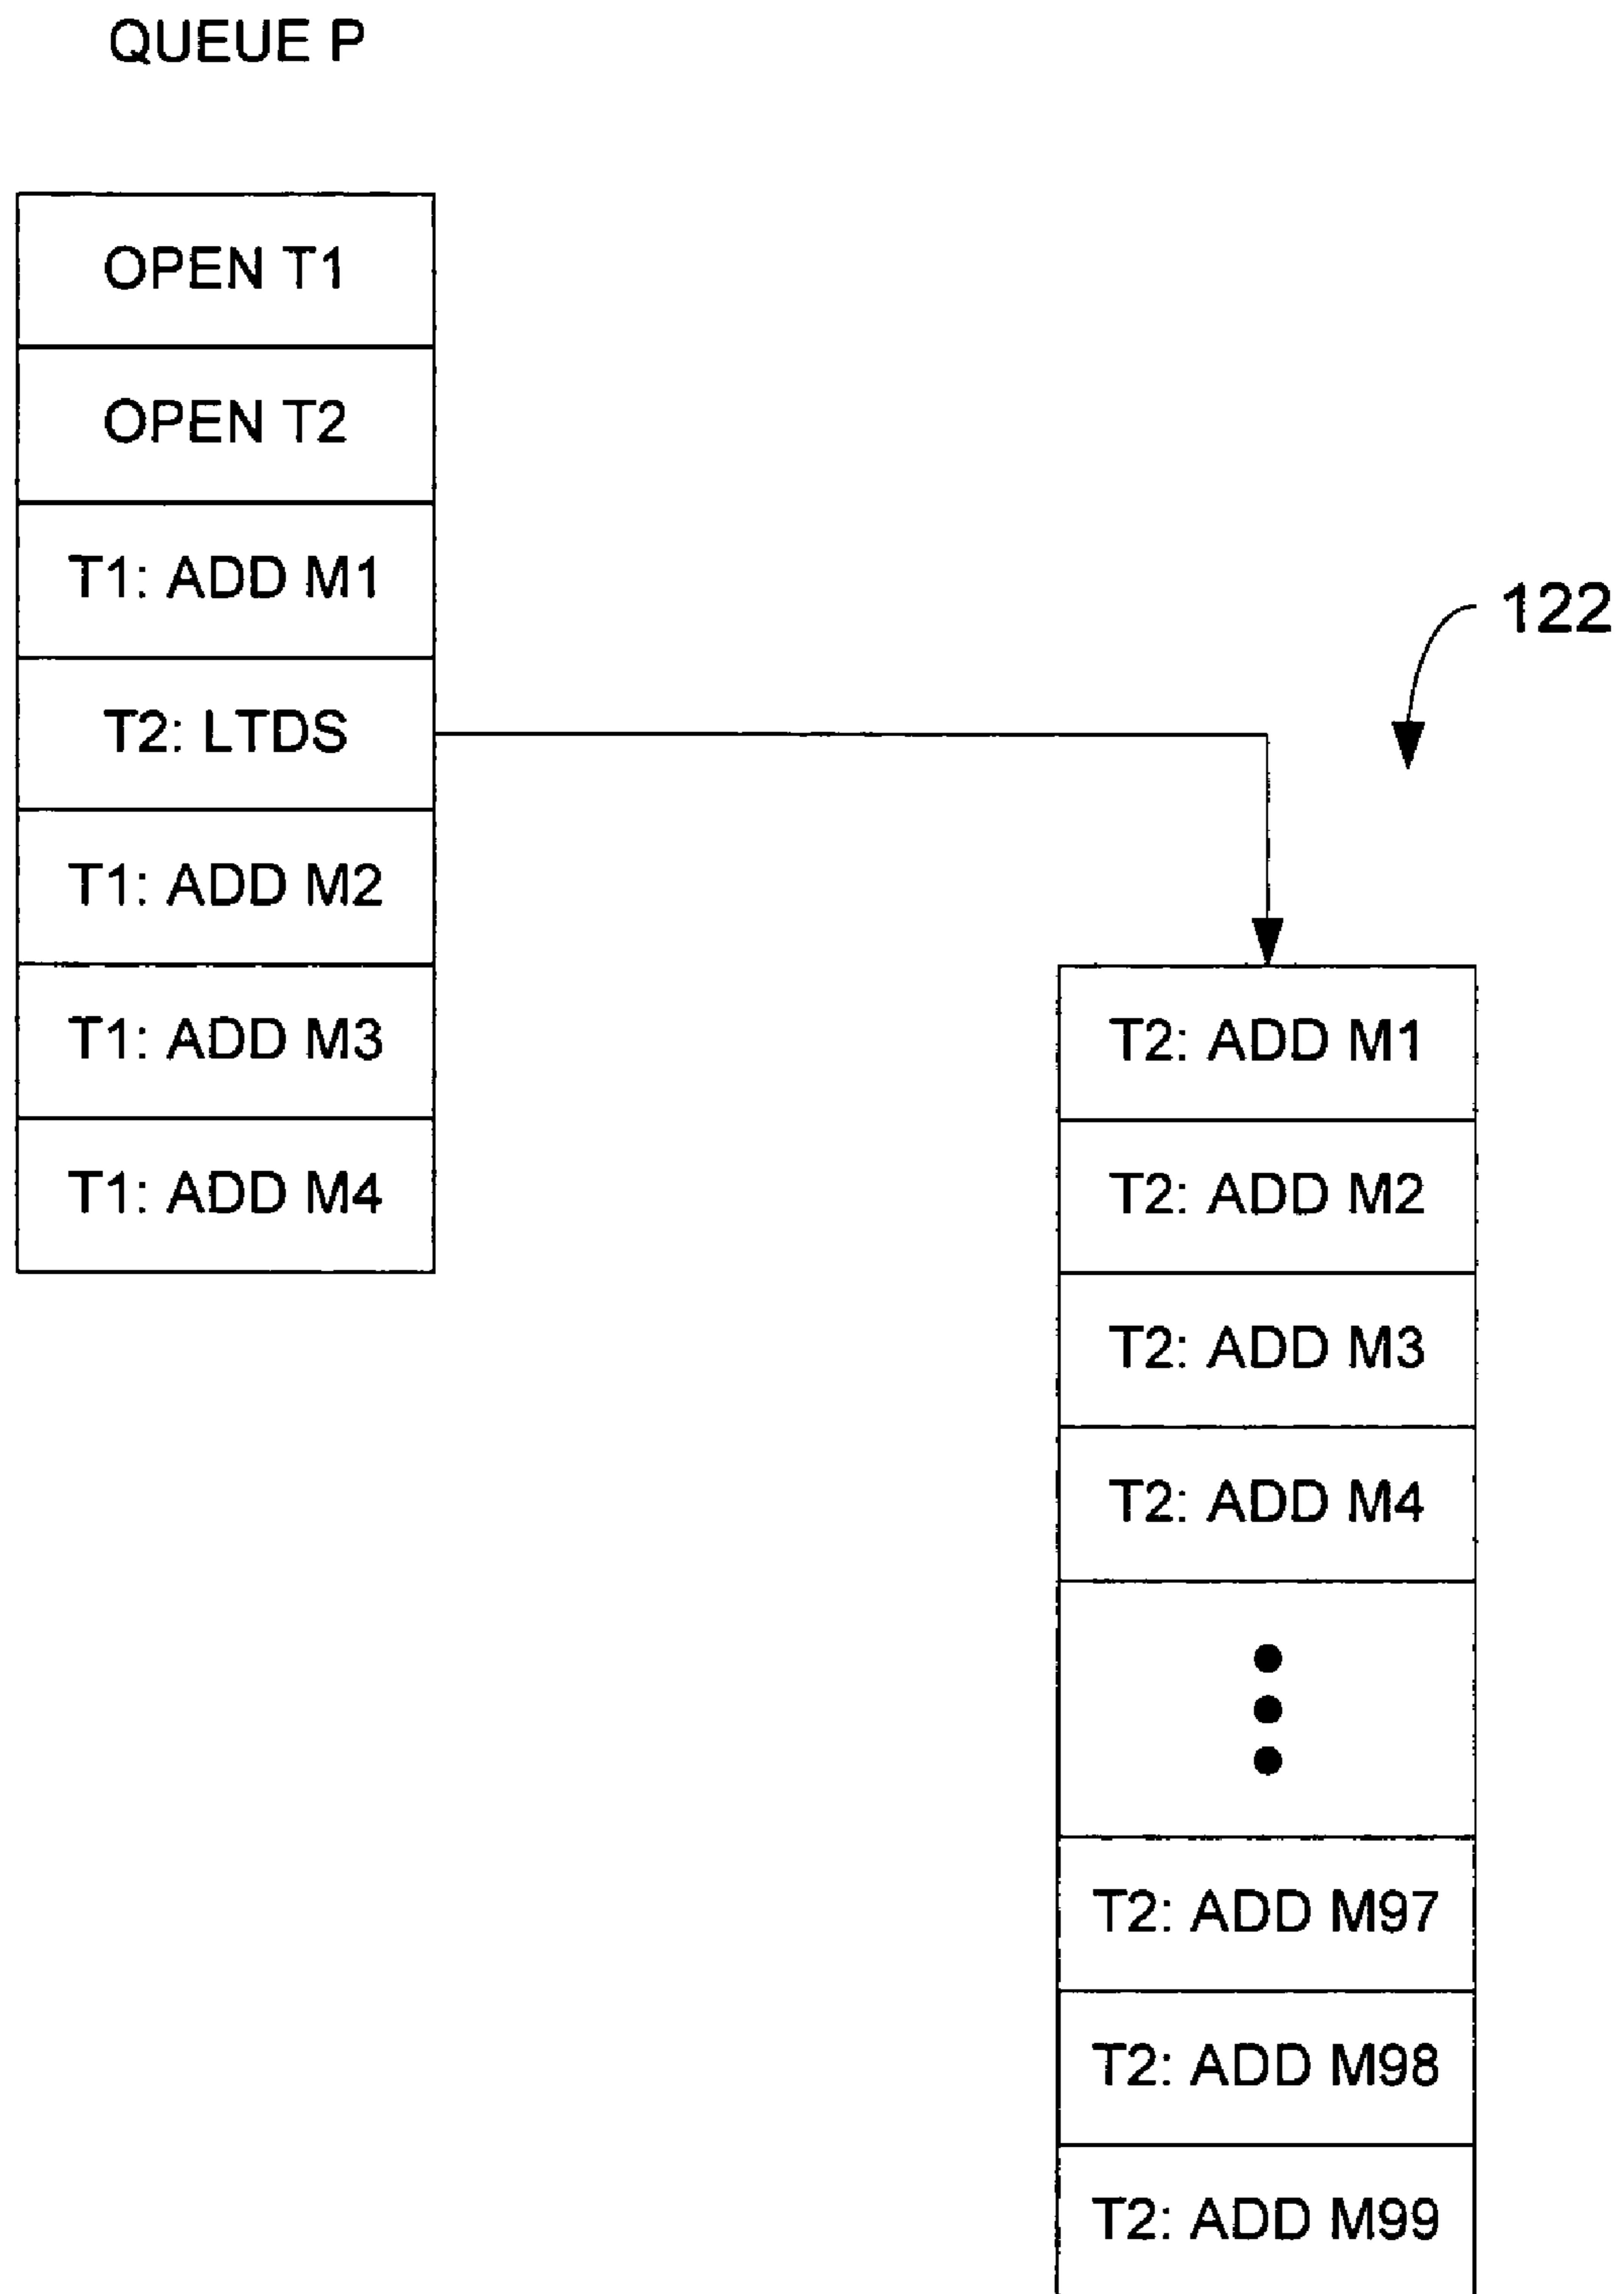 QUEUE P
OPEN T1
OPEN T2
T1: ADD M1
T2: LTDS
T1: ADD M2
T1: ADD M3
T1: ADD M4
122
T2: ADD M1
T2: ADD M2
T2: ADD M3
T2: ADD M4
T2: ADD M97
T2: ADD M98
T2: ADD M99